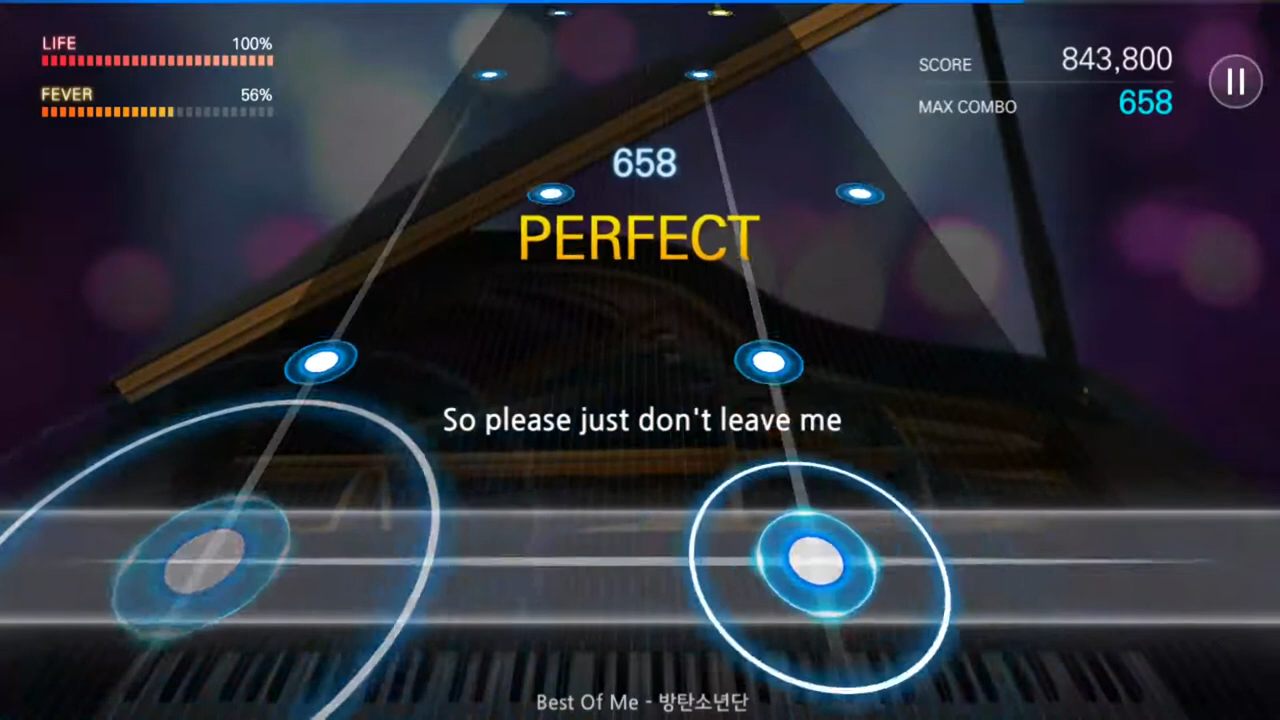 LIFE 100%
FEVER 56%
SCORE 843,800
MAX COMBO 658
658
PERFECT
So please just don't leave me
Best Of Me - 방탄소년단